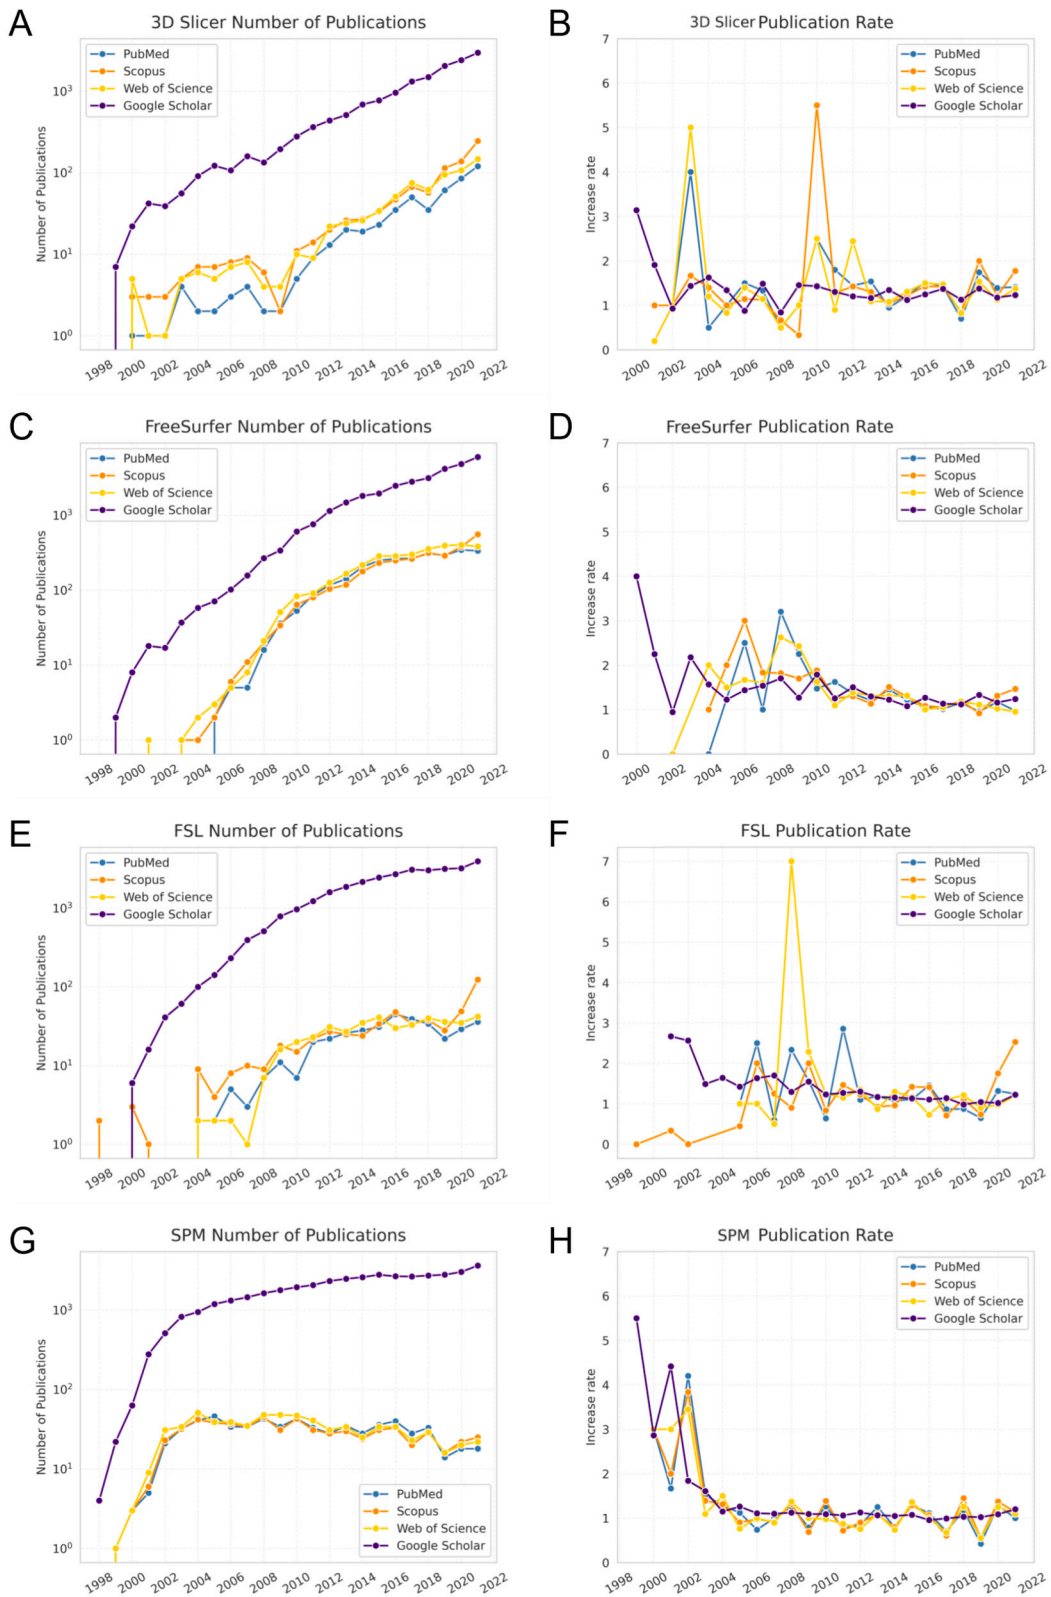 A
3D Slicer Number of Publications
PubMed
Scopus
Web of Science
Google Scholar
Number of Publications
10³
10²
10¹
10⁰
1998 2000 2002 2004 2006 2008 2010 2012 2014 2016 2018 2020 2022
B
3D Slicer Publication Rate
PubMed
Scopus
Web of Science
Google Scholar
Increase rate
7
6
5
4
3
2
1
0
2000 2002 2004 2006 2008 2010 2012 2014 2016 2018 2020 2022
C
FreeSurfer Number of Publications
PubMed
Scopus
Web of Science
Google Scholar
Number of Publications
10³
10²
10¹
10⁰
1998 2000 2002 2004 2006 2008 2010 2012 2014 2016 2018 2020 2022
D
FreeSurfer Publication Rate
PubMed
Scopus
Web of Science
Google Scholar
Increase rate
7
6
5
4
3
2
1
0
2000 2002 2004 2006 2008 2010 2012 2014 2016 2018 2020 2022
E
FSL Number of Publications
PubMed
Scopus
Web of Science
Google Scholar
Number of Publications
10³
10²
10¹
10⁰
1998 2000 2002 2004 2006 2008 2010 2012 2014 2016 2018 2020 2022
F
FSL Publication Rate
PubMed
Scopus
Web of Science
Google Scholar
Increase rate
7
6
5
4
3
2
1
0
1998 2000 2002 2004 2006 2008 2010 2012 2014 2016 2018 2020 2022
G
SPM Number of Publications
Number of Publications
10³
10²
10¹
10⁰
PubMed
Scopus
Web of Science
Google Scholar
1998 2000 2002 2004 2006 2008 2010 2012 2014 2016 2018 2020 2022
H
SPM Publication Rate
PubMed
Scopus
Web of Science
Google Scholar
Increase rate
7
6
5
4
3
2
1
0
1998 2000 2002 2004 2006 2008 2010 2012 2014 2016 2018 2020 2022